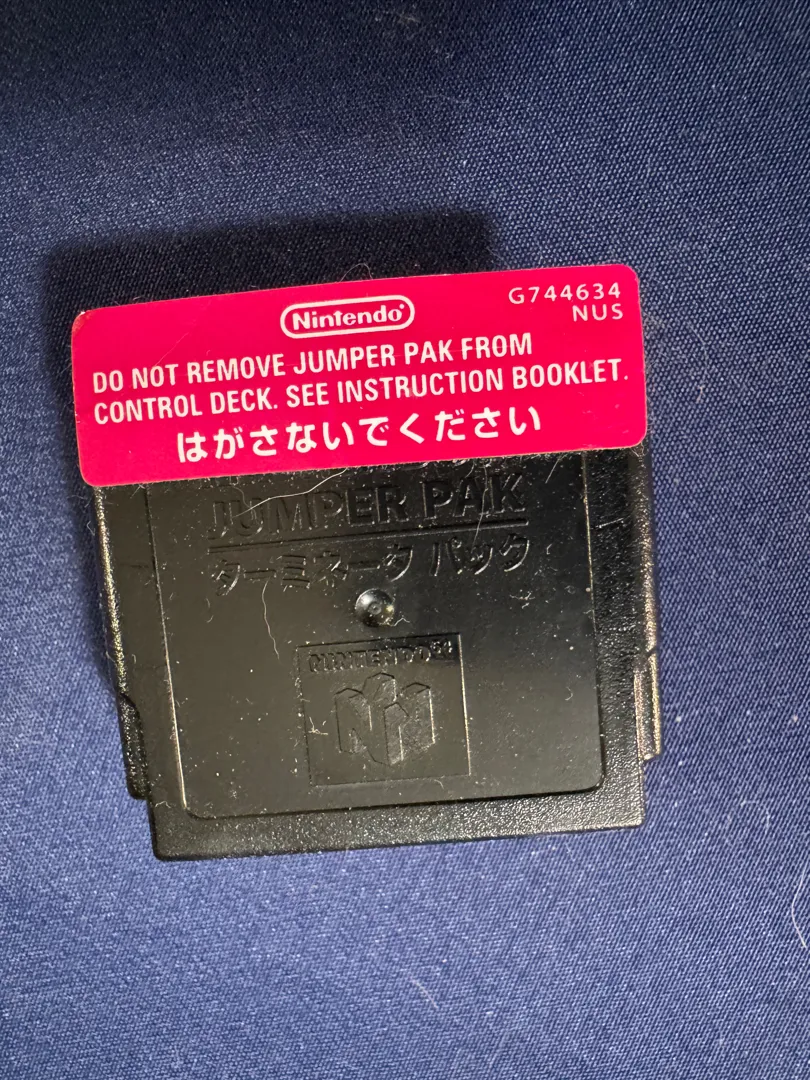 Nintendo®
G744634
NUS
DO NOT REMOVE JUMPER PAK FROM
CONTROL DECK. SEE INSTRUCTION BOOKLET.
はがさないでください
JUMPER PAK
ターミネータ パック
NINTENDO64